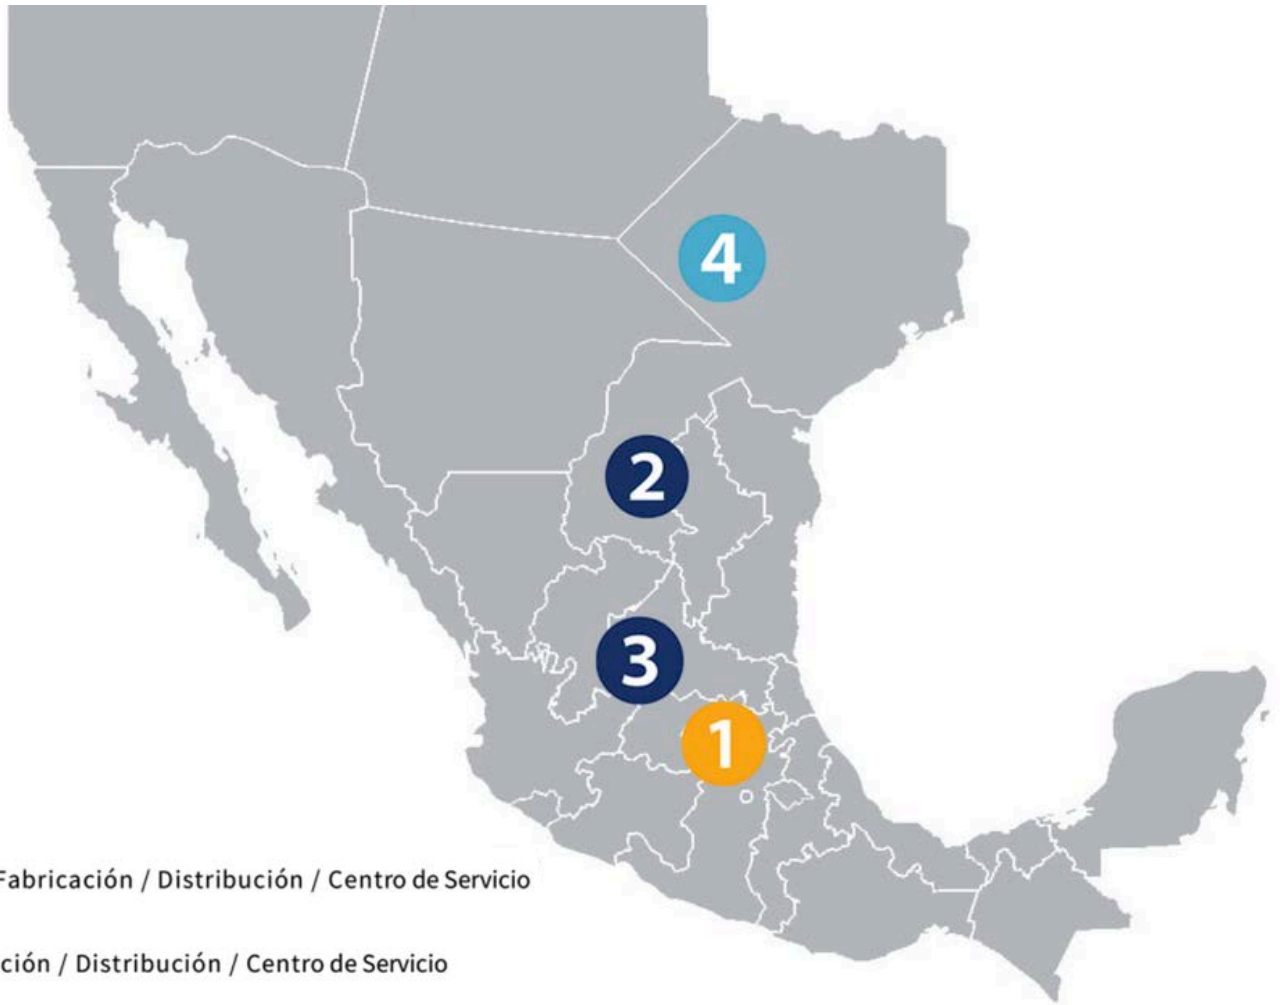 4
2
3
1
Fabricación / Distribución / Centro de Servicio
ción / Distribución / Centro de Servicio